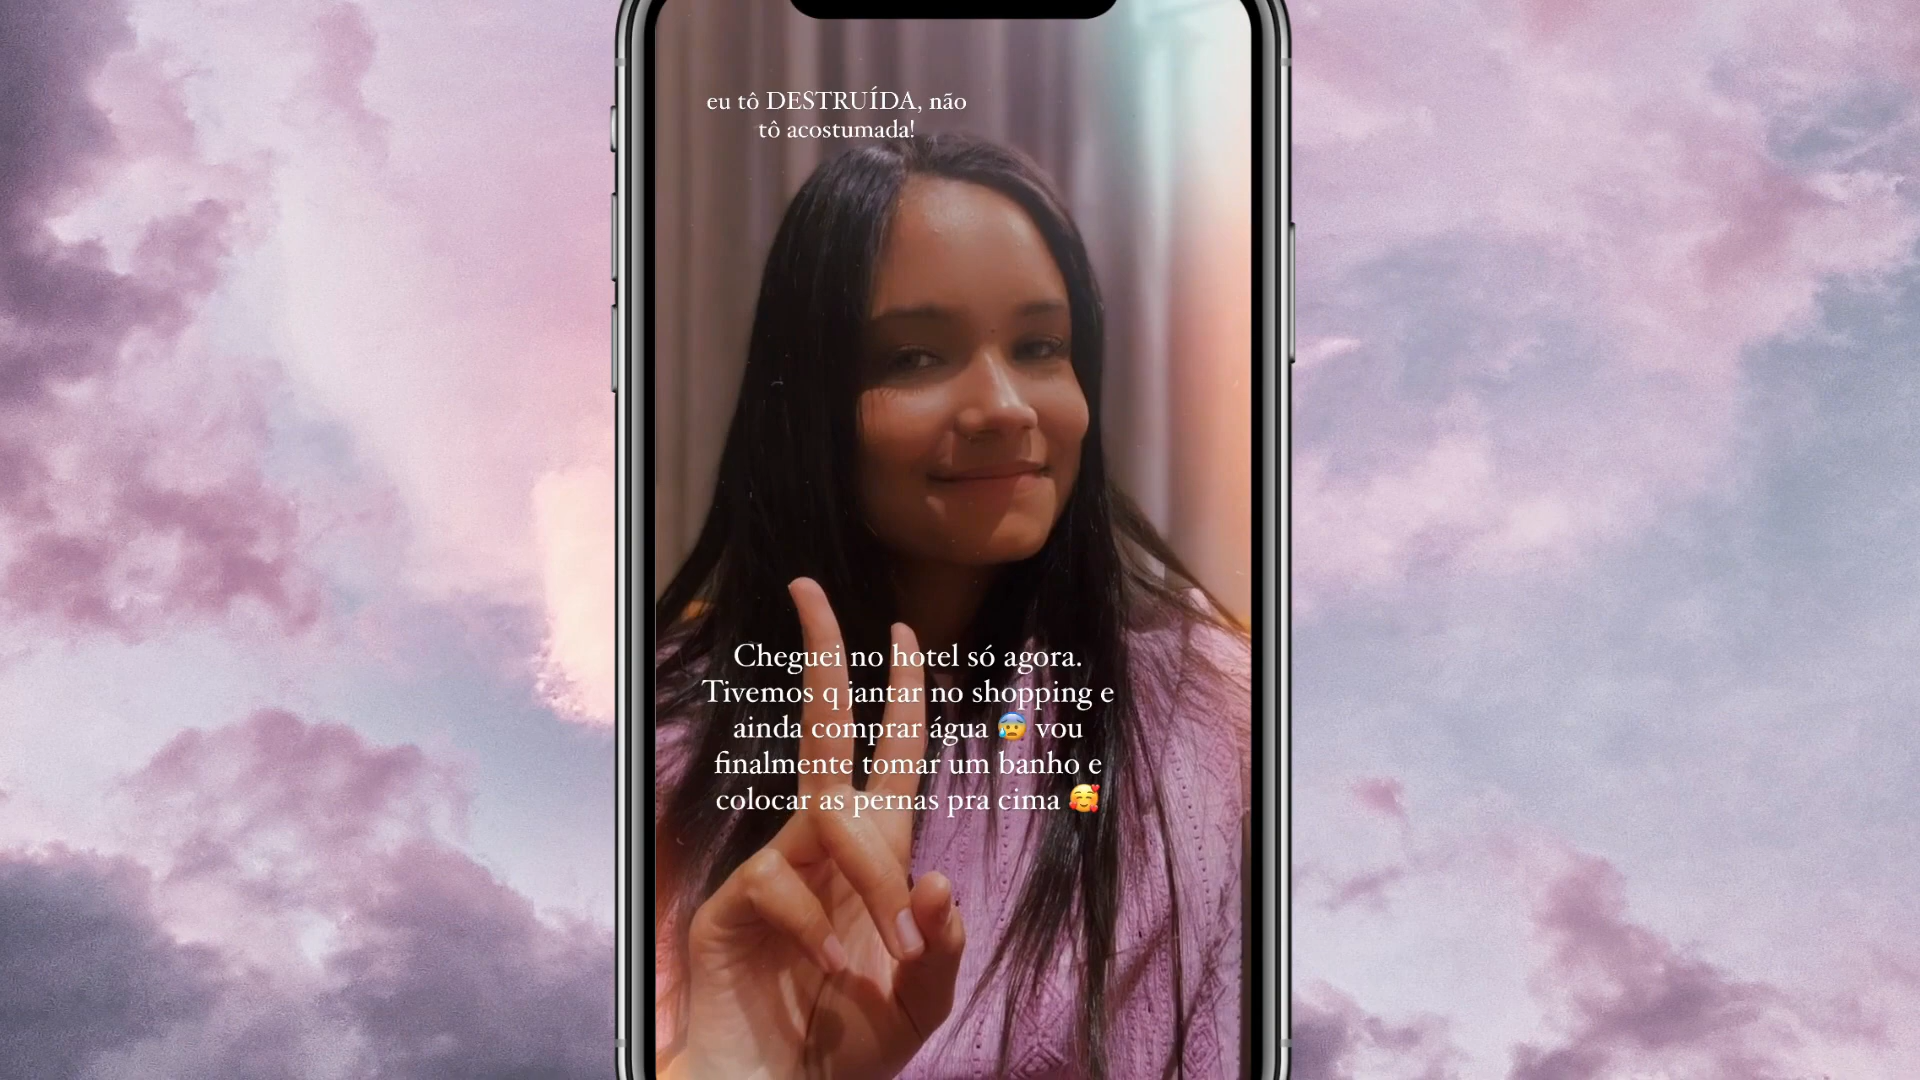 eu tô DESTRUÍDA, não
tô acostumada!
Cheguei no hotel só agora.
Tivemos q jantar no shopping e
ainda comprar água 😰 vou
finalmente tomar um banho e
colocar as pernas pra cima 🥰